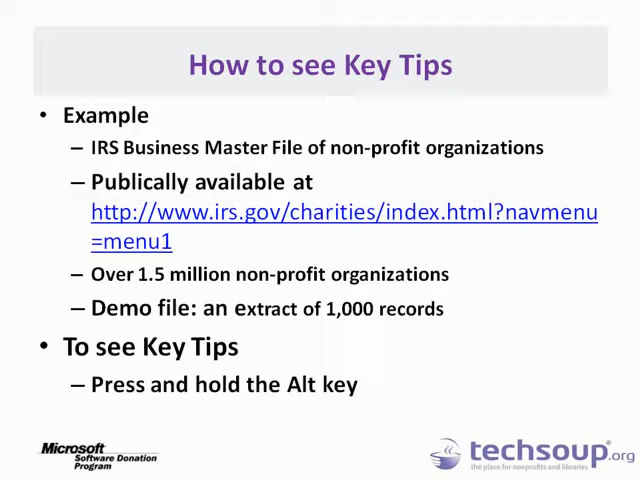 How to see Key Tips
• Example
– IRS Business Master File of non-profit organizations
– Publically available at
http://www.irs.gov/charities/index.html?navmenu
=menu1
– Over 1.5 million non-profit organizations
– Demo file: an extract of 1,000 records
• To see Key Tips
– Press and hold the Alt key
Microsoft
Software Donation
Program
techsoup®.org
the place for nonprofits and libraries